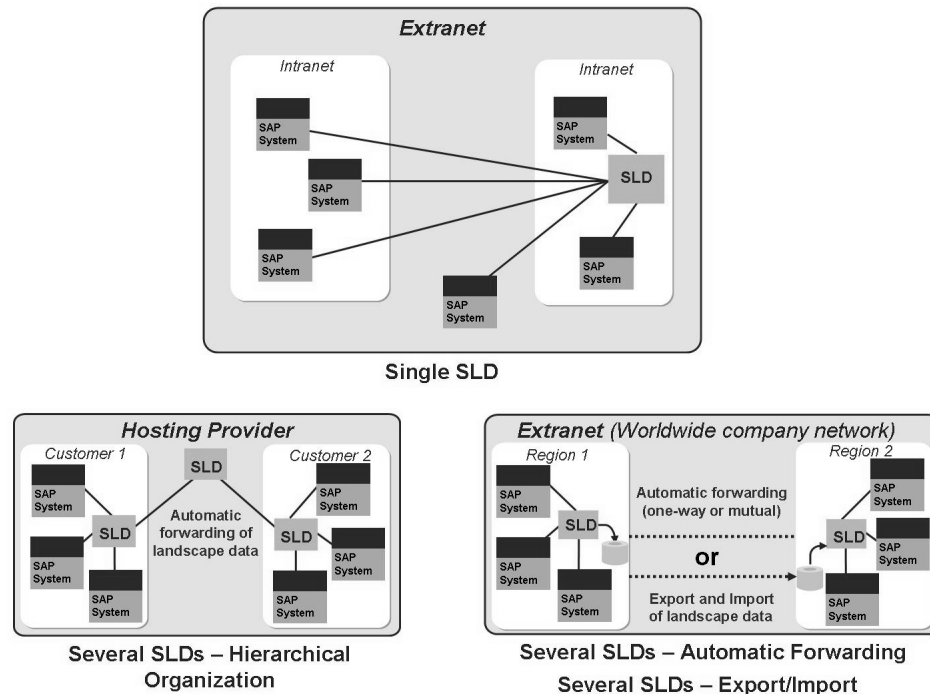 Extranet
Intranet
SAP
System
SAP
System
SAP
System
SAP
System
Intranet
SAP
System
SLD
SAP
System
Single SLD
Hosting Provider
Customer 1
SAP
System
SAP
System
SLD
SAP
System
SLD
Automatic
forwarding of
landscape data
Customer 2
SAP
System
SLD
SAP
System
SAP
System
Several SLDs – Hierarchical
Organization
Extranet (Worldwide company network)
Region 1
SAP
System
SAP
System
SLD
SAP
System
Automatic forwarding
(one-way or mutual)
or
Export and Import
of landscape data
Region 2
SAP
System
SLD
SAP
System
SAP
System
Several SLDs – Automatic Forwarding
Several SLDs – Export/Import